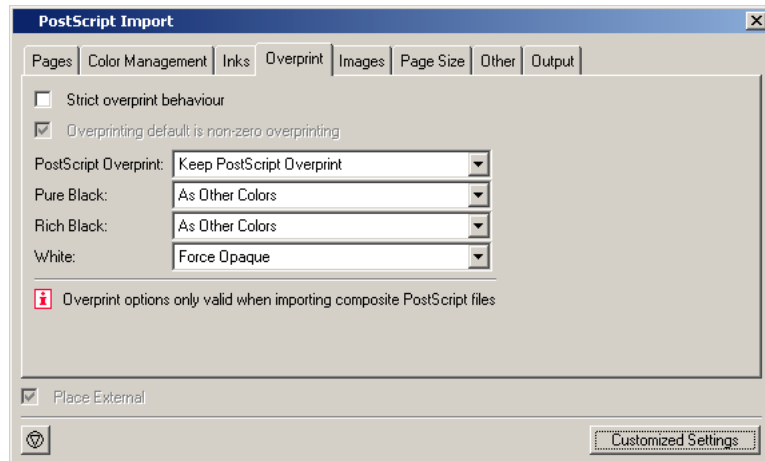 PostScript Import
Pages Color Management Inks Overprint Images Page Size Other Output
Strict overprint behaviour
Overprinting default is non-zero overprinting
PostScript Overprint: Keep PostScript Overprint
Pure Black: As Other Colors
Rich Black: As Other Colors
White: Force Opaque
Overprint options only valid when importing composite PostScript files
Place External
Customized Settings